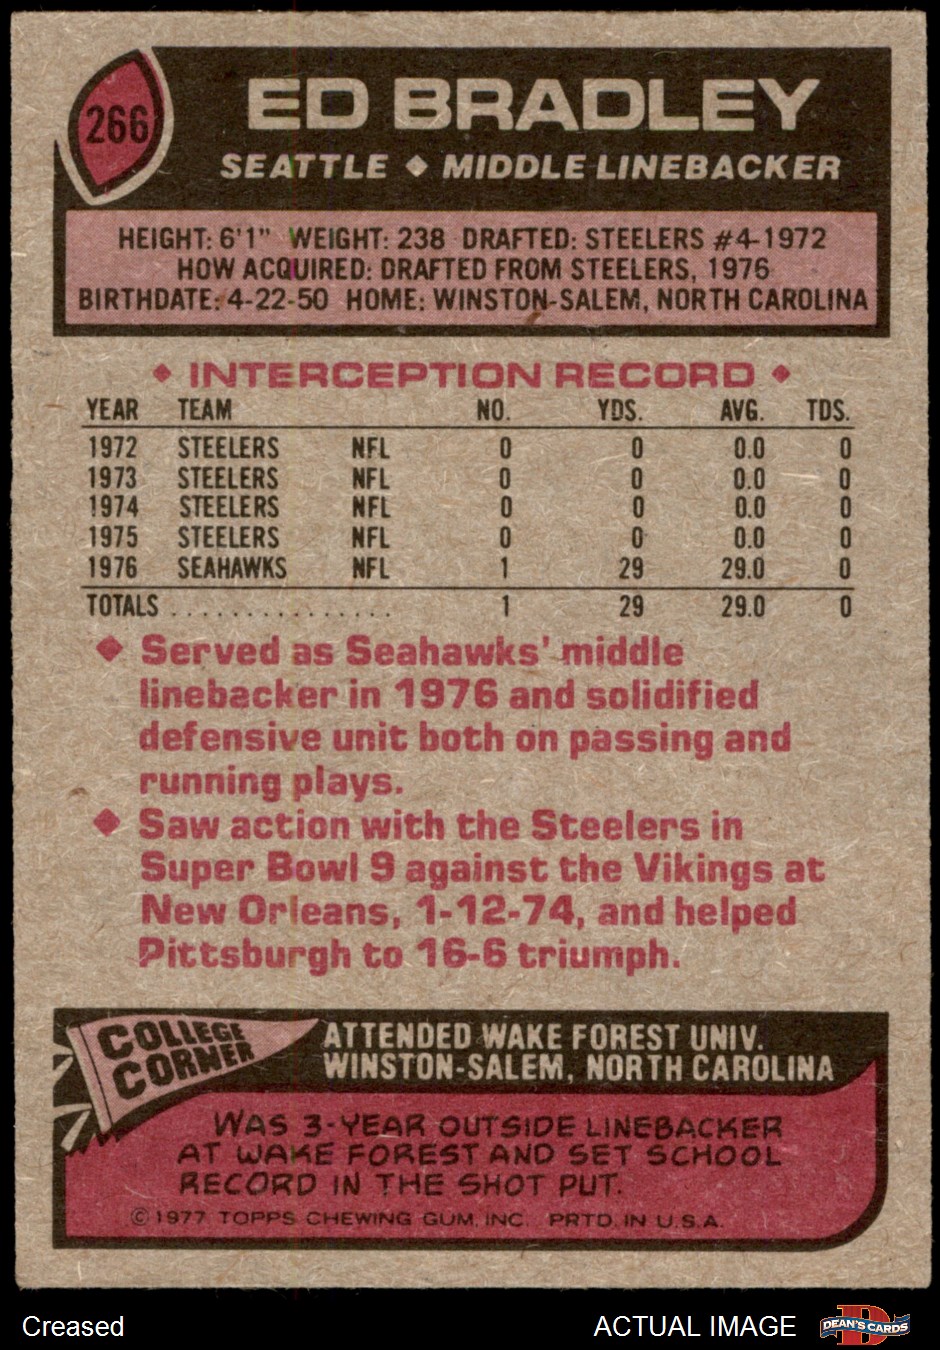 266
ED BRADLEY
SEATTLE ◆ MIDDLE LINEBACKER
HEIGHT: 6'1" WEIGHT: 238 DRAFTED: STEELERS #4-1972
HOW ACQUIRED: DRAFTED FROM STEELERS, 1976
BIRTHDATE: 4-22-50 HOME: WINSTON-SALEM, NORTH CAROLINA
◆ INTERCEPTION RECORD ◆
YEAR TEAM NO. YDS. AVG. TDS.
1972 STEELERS NFL 0 0 0.0 0
1973 STEELERS NFL 0 0 0.0 0
1974 STEELERS NFL 0 0 0.0 0
1975 STEELERS NFL 0 0 0.0 0
1976 SEAHAWKS NFL 1 29 29.0 0
TOTALS . . . . . . . . . . . . . . . 1 29 29.0 0
◆ Served as Seahawks' middle
linebacker in 1976 and solidified
defensive unit both on passing and
running plays.
◆ Saw action with the Steelers in
Super Bowl 9 against the Vikings at
New Orleans, 1-12-74, and helped
Pittsburgh to 16-6 triumph.
COLLEGE
CORNER
ATTENDED WAKE FOREST UNIV.
WINSTON-SALEM, NORTH CAROLINA
WAS 3-YEAR OUTSIDE LINEBACKER
AT WAKE FOREST AND SET SCHOOL
RECORD IN THE SHOT PUT.
© 1977 TOPPS CHEWING GUM, INC. PRTD. IN U.S.A.
Creased
ACTUAL IMAGE
DEAN'S CARDS